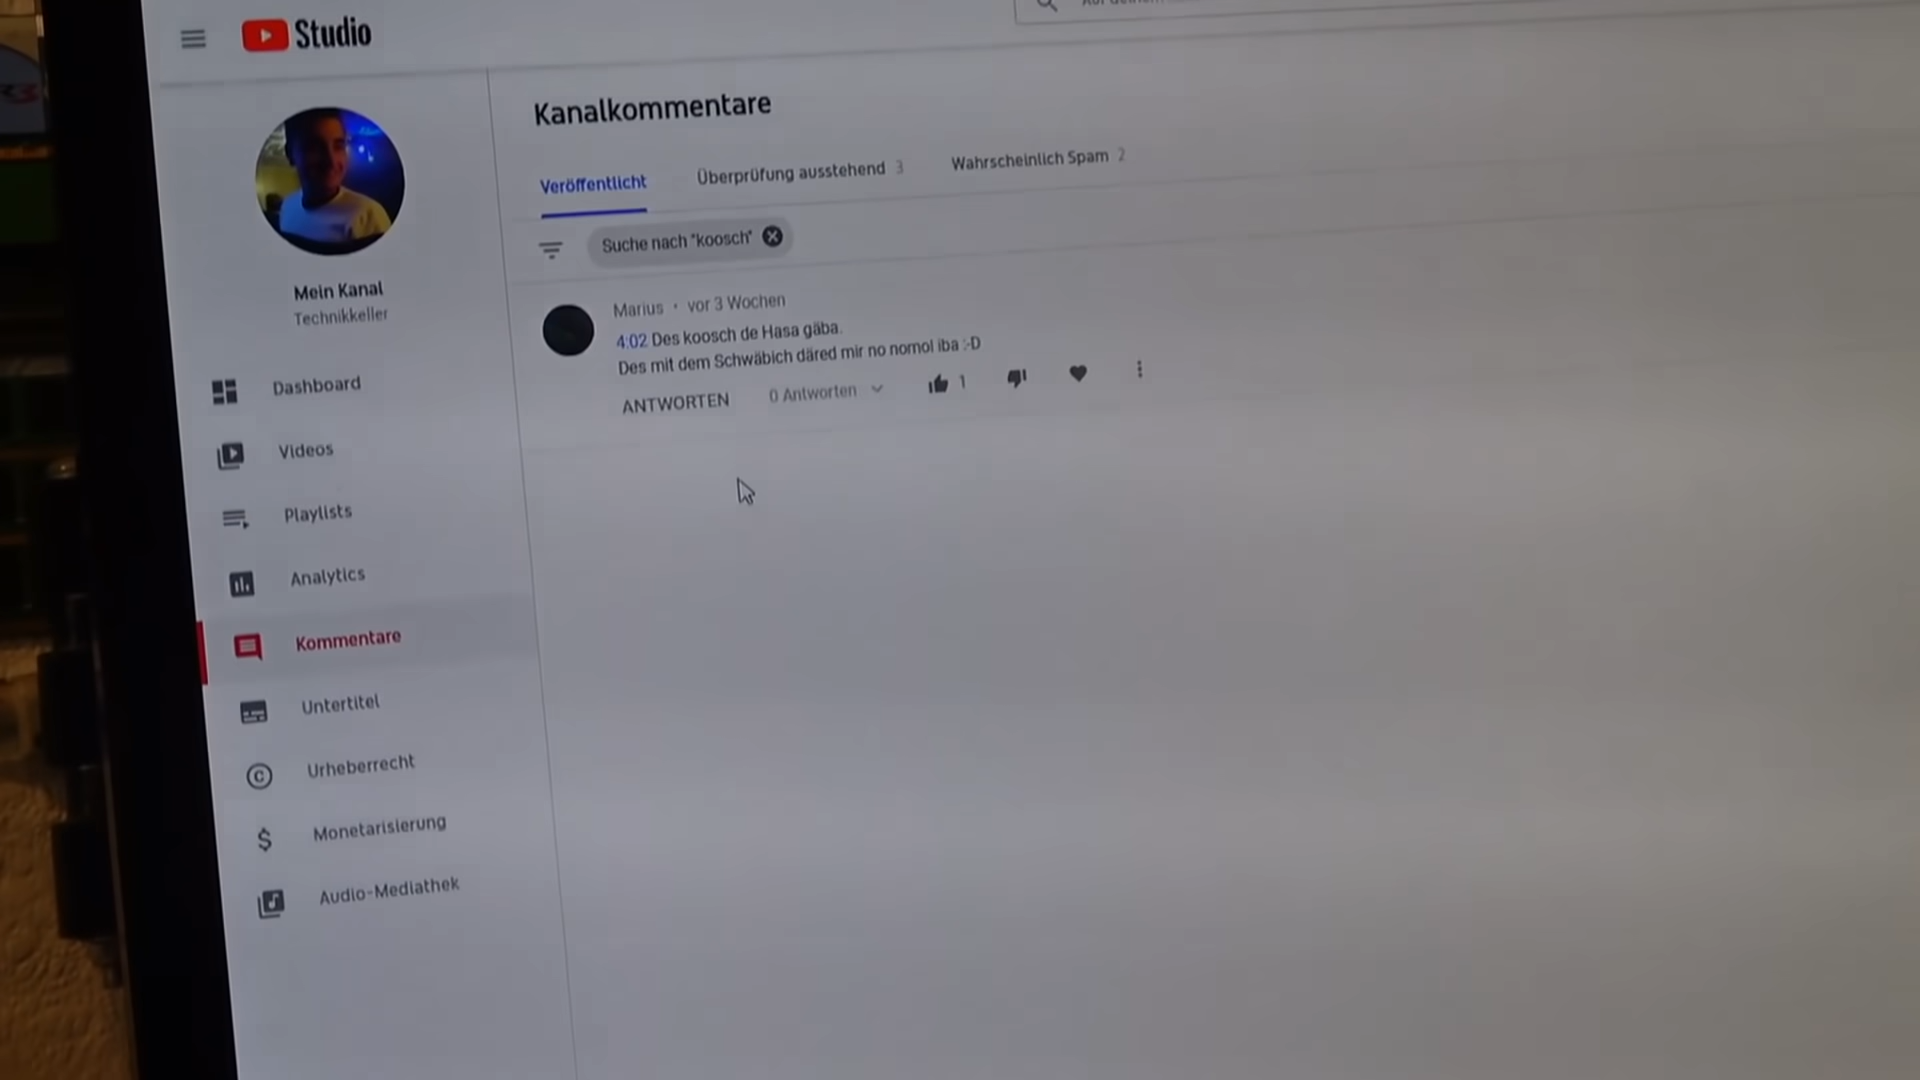 Studio
Kanalkommentare
Veröffentlicht
Überprüfung ausstehend 3
Wahrscheinlich Spam 2
Suche nach "koosch"
Marius • vor 3 Wochen
4:02 Des koosch de Hasa gäba.
Des mit dem Schwäbich däred mir no nomol iba :-D
ANTWORTEN
0 Antworten
1
Mein Kanal
Technikkeller
Dashboard
Videos
Playlists
Analytics
Kommentare
Untertitel
Urheberrecht
Monetarisierung
Audio-Mediathek